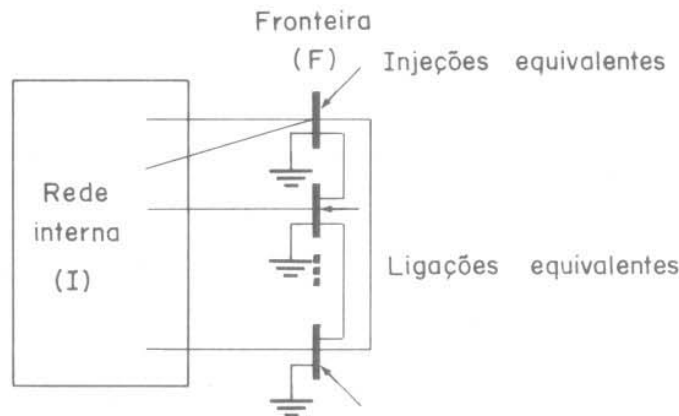 Fronteira
(F)
Injeções equivalentes
Rede
interna
(I)
Ligações equivalentes